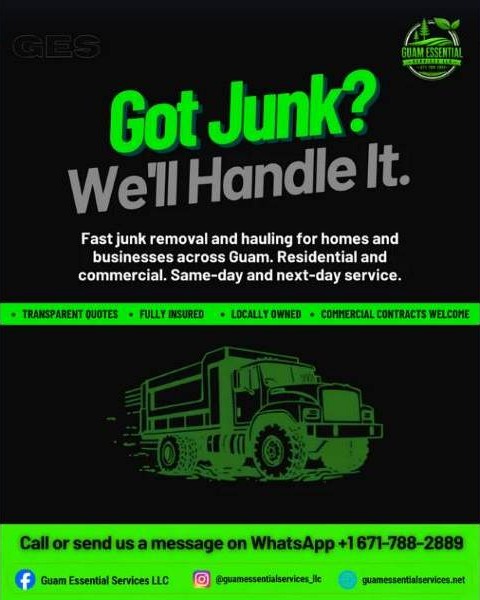 GES
GUAM ESSENTIAL
SERVICES LLC
Got Junk?
We'll Handle It.
Fast junk removal and hauling for homes and
businesses across Guam. Residential and
commercial. Same-day and next-day service.
• TRANSPARENT QUOTES • FULLY INSURED • LOCALLY OWNED • COMMERCIAL CONTRACTS WELCOME
Call or send us a message on WhatsApp +1 671-788-2889
Guam Essential Services LLC @guamessentialservices_llc guamessentialservices.net